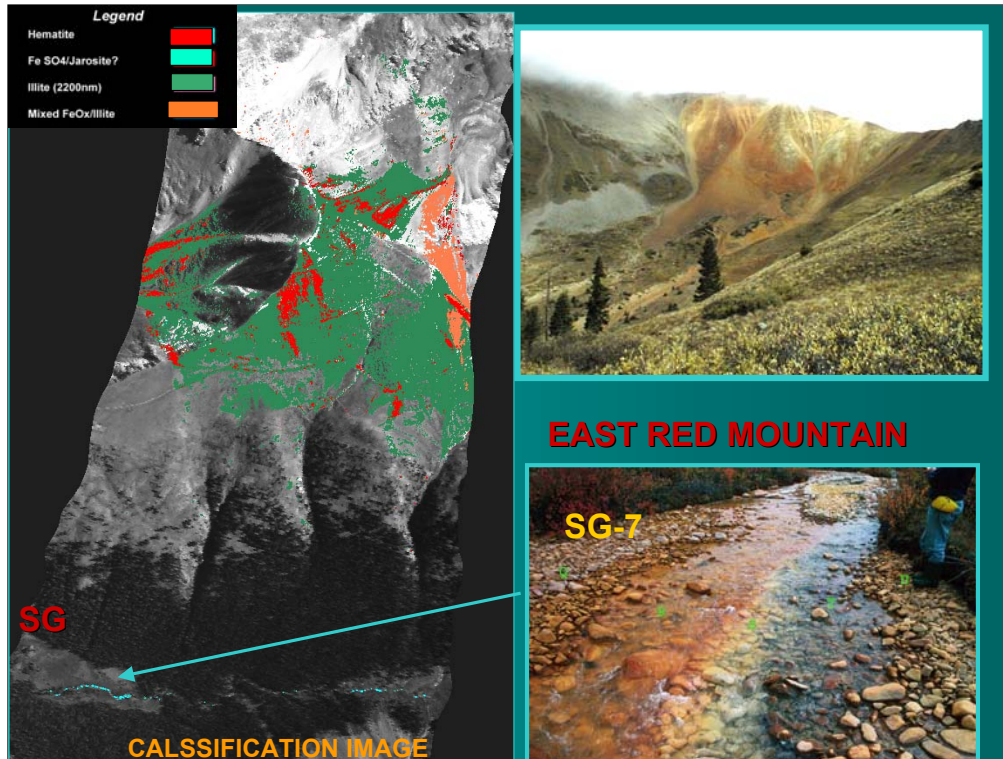 Legend
Hematite
Fe SO4/Jarosite?
Illite (2200nm)
Mixed FeOx/Illite
EAST RED MOUNTAIN
SG-7
SG
CALSSIFICATION IMAGE